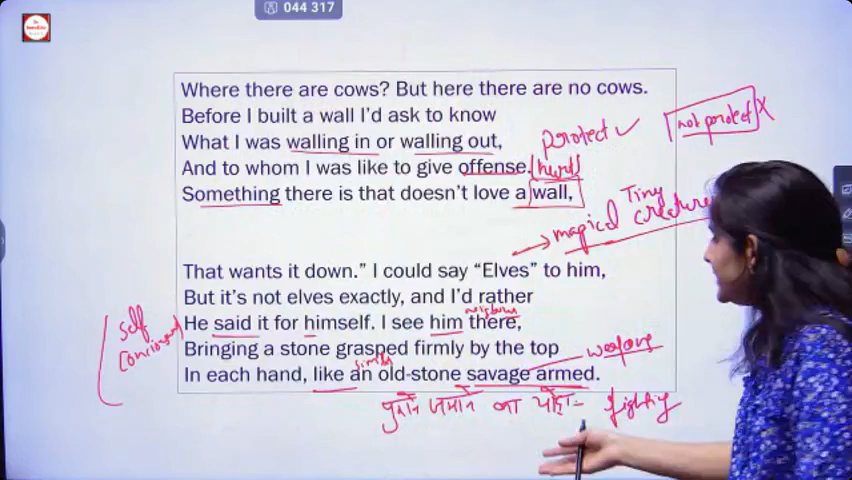 044 317
Where there are cows? But here there are no cows.
Before I built a wall I'd ask to know
What I was walling in or walling out,
protect ✓
not protect X
And to whom I was like to give offense.
hurt
Something there is that doesn't love a wall,
Tiny
magical creature
That wants it down." I could say "Elves" to him,
But it's not elves exactly, and I'd rather
He said it for himself. I see him there,
self
Bringing a stone grasped firmly by the top
weapons
In each hand, like an old-stone savage armed.
simily
पुराने जमाने का योद्धा = fighting